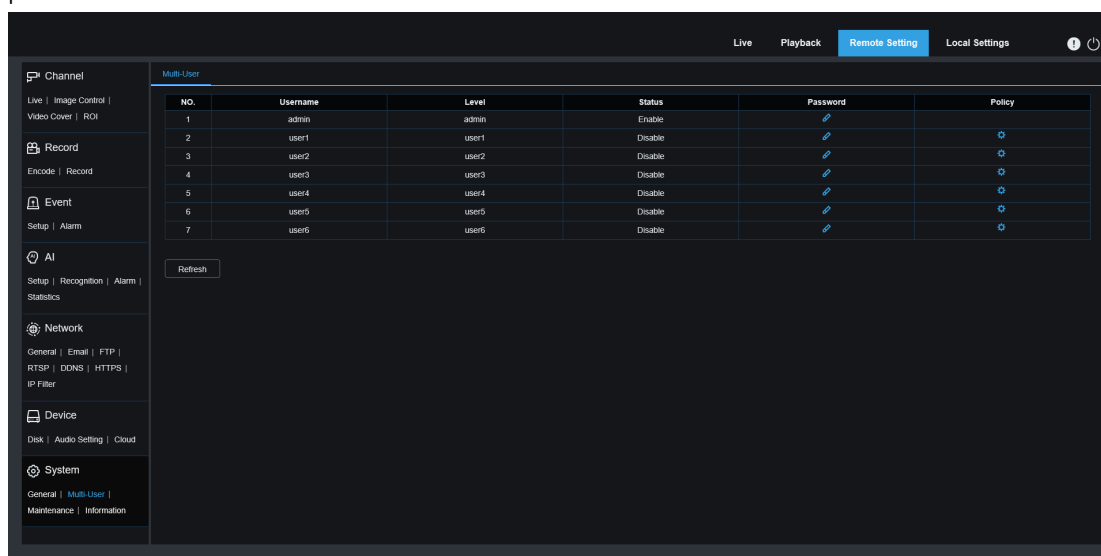 Live Playback Remote Setting Local Settings
Channel
Live | Image Control |
Video Cover | ROI
Record
Encode | Record
Event
Setup | Alarm
AI
Setup | Recognition | Alarm |
Statistics
Network
General | Email | FTP |
RTSP | DDNS | HTTPS |
IP Filter
Device
Disk | Audio Setting | Cloud
System
General | Multi-User |
Maintenance | Information
Multi-User
NO. Username Level Status Password Policy
1 admin admin Enable
2 user1 user1 Disable
3 user2 user2 Disable
4 user3 user3 Disable
5 user4 user4 Disable
6 user5 user5 Disable
7 user6 user6 Disable
Refresh